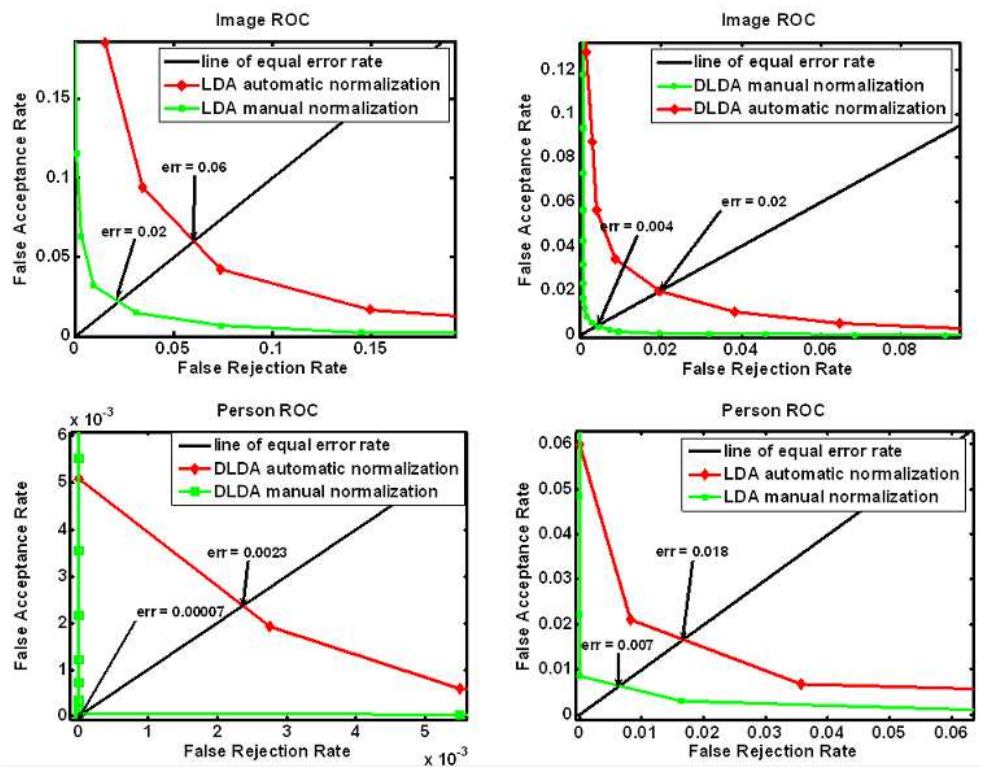 Image ROC
line of equal error rate
LDA automatic normalization
LDA manual normalization
err = 0.06
err = 0.02
0.15
0.1
0.05
0
0 0.05 0.1 0.15
False Acceptance Rate
False Rejection Rate
Image ROC
line of equal error rate
DLDA manual normalization
DLDA automatic normalization
err = 0.02
err = 0.004
0.12
0.1
0.08
0.06
0.04
0.02
0
0 0.02 0.04 0.06 0.08
False Acceptance Rate
False Rejection Rate
Person ROC
x 10⁻³
line of equal error rate
DLDA automatic normalization
DLDA manual normalization
err = 0.0023
err = 0.00007
6
5
4
3
2
1
0
0 1 2 3 4 5
False Acceptance Rate
False Rejection Rate
x 10⁻³
Person ROC
line of equal error rate
LDA automatic normalization
LDA manual normalization
err = 0.018
err = 0.007
0.06
0.05
0.04
0.03
0.02
0.01
0
0 0.01 0.02 0.03 0.04 0.05 0.06
False Acceptance Rate
False Rejection Rate